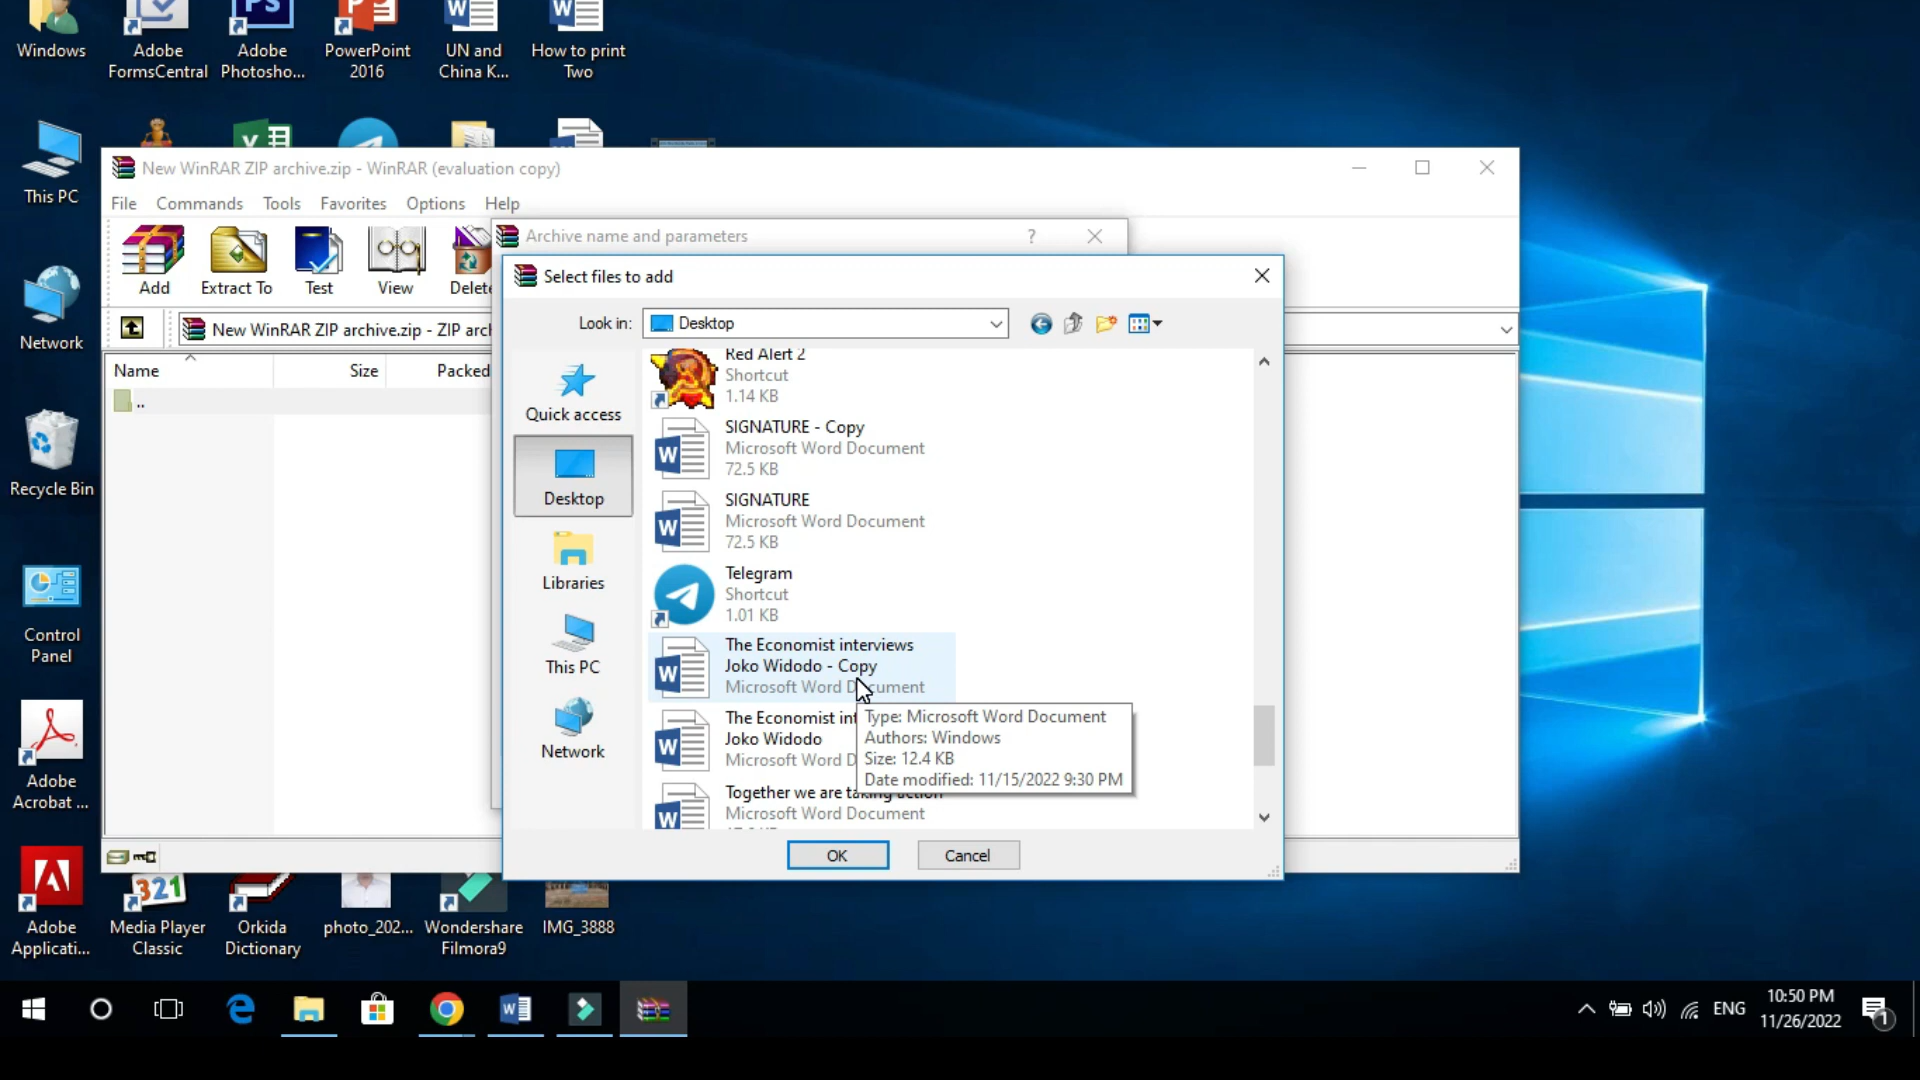 Windows
Adobe
FormsCentral
Adobe
Photosho...
PowerPoint
2016
UN and
China K...
How to print
Two
This PC
Network
Recycle Bin
Control
Panel
Adobe
Acrobat ...
Adobe
Applicati...
Media Player
Classic
Orkida
Dictionary
photo_202...
Wondershare
Filmora9
IMG_3888
New WinRAR ZIP archive.zip - WinRAR (evaluation copy)
File Commands Tools Favorites Options Help
Add Extract To Test View Delete
New WinRAR ZIP archive.zip - ZIP arc
Name Size Packed
..
Archive name and parameters
?
Select files to add
Look in: Desktop
Quick access
Desktop
Libraries
This PC
Network
Red Alert 2
Shortcut
1.14 KB
SIGNATURE - Copy
Microsoft Word Document
72.5 KB
SIGNATURE
Microsoft Word Document
72.5 KB
Telegram
Shortcut
1.01 KB
The Economist interviews
Joko Widodo - Copy
Microsoft Word Document
The Economist int
Joko Widodo
Microsoft Word D
Type: Microsoft Word Document
Authors: Windows
Size: 12.4 KB
Date modified: 11/15/2022 9:30 PM
Together we are taking action
Microsoft Word Document
OK Cancel
321
ENG
10:50 PM
11/26/2022
1